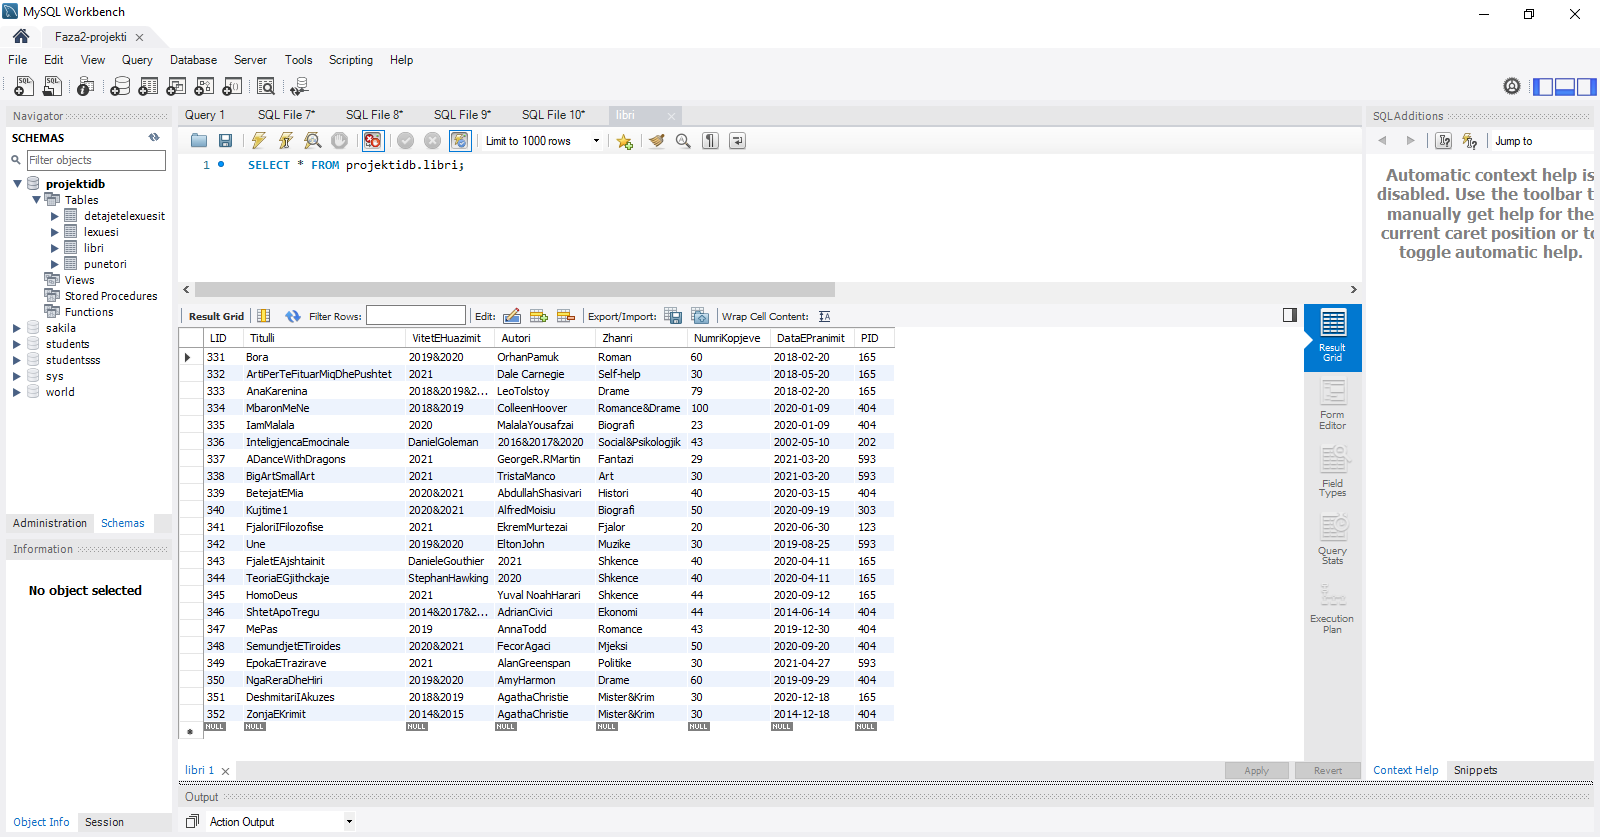 MySQL Workbench
Faza2-projekti
File Edit View Query Database Server Tools Scripting Help
Navigator
SCHEMAS
Filter objects
projektidb
Tables
detajetelexuesit
lexuesi
libri
punetori
Views
Stored Procedures
Functions
sakila
students
studentsss
sys
world
Administration Schemas
Information
No object selected
Object Info Session
Query 1 SQL File 7* SQL File 8* SQL File 9* SQL File 10* libri
Limit to 1000 rows
1 SELECT * FROM projektidb.libri;
Result Grid Filter Rows: Edit: Export/Import: Wrap Cell Content:
LID Titulli VitetEHuazimit Autori Zhanri NumriKopjeve DataEPranimit PID
331 Bora 2019&2020 OrhanPamuk Roman 60 2018-02-20 165
332 ArtiPerTeFituarMiqDhePushtet 2021 Dale Carnegie Self-help 30 2018-05-20 165
333 AnaKarenina 2018&2019&2... LeoTolstoy Drame 79 2018-02-20 165
334 MbaronMeNe 2018&2019 ColleenHoover Romance&Drame 100 2020-01-09 404
335 IamMalala 2020 MalalaYousafzai Biografi 23 2020-01-09 404
336 InteligjencaEmocinale DanielGoleman 2016&2017&2020 Social&Psikologjik 43 2002-05-10 202
337 ADanceWithDragons 2021 GeorgeR.RMartin Fantazi 29 2021-03-20 593
338 BigArtSmallArt 2021 TristaManco Art 30 2021-03-20 593
339 BetejatEMia 2020&2021 AbdullahShasivari Histori 40 2020-03-15 404
340 Kujtime1 2020&2021 AlfredMoisiu Biografi 50 2020-09-19 303
341 FjaloriIFilozofise 2021 EkremMurtezai Fjalor 20 2020-06-30 123
342 Une 2019&2020 EltonJohn Muzike 30 2019-08-25 593
343 FjaletEAjshtainit DanieleGouthier 2021 Shkence 40 2020-04-11 165
344 TeoriaEGjithckaje StephanHawking 2020 Shkence 40 2020-04-11 165
345 HomoDeus 2021 Yuval NoahHarari Shkence 44 2020-09-12 165
346 ShtetApoTregu 2014&2017&2... AdrianCivici Ekonomi 44 2014-06-14 404
347 MePas 2019 AnnaTodd Romance 43 2019-12-30 404
348 SemundjetETiroides 2020&2021 FecorAgaci Mjeksi 50 2020-09-20 404
349 EpokaETrazirave 2021 AlanGreenspan Politike 30 2021-04-27 593
350 NgaReraDheHiri 2019&2020 AmyHarmon Drame 60 2019-09-29 404
351 DeshmitariIAkuzes 2018&2019 AgathaChristie Mister&Krim 30 2020-12-18 165
352 ZonjaEKrimit 2014&2015 AgathaChristie Mister&Krim 30 2014-12-18 404
NULL NULL NULL NULL NULL NULL NULL NULL
Result
Grid
Form
Editor
Field
Types
Query
Stats
Execution
Plan
libri 1 Apply Revert
Output
Action Output
SQLAdditions
Jump to
Automatic context help is
disabled. Use the toolbar t
manually get help for the
current caret position or to
toggle automatic help.
Context Help Snippets